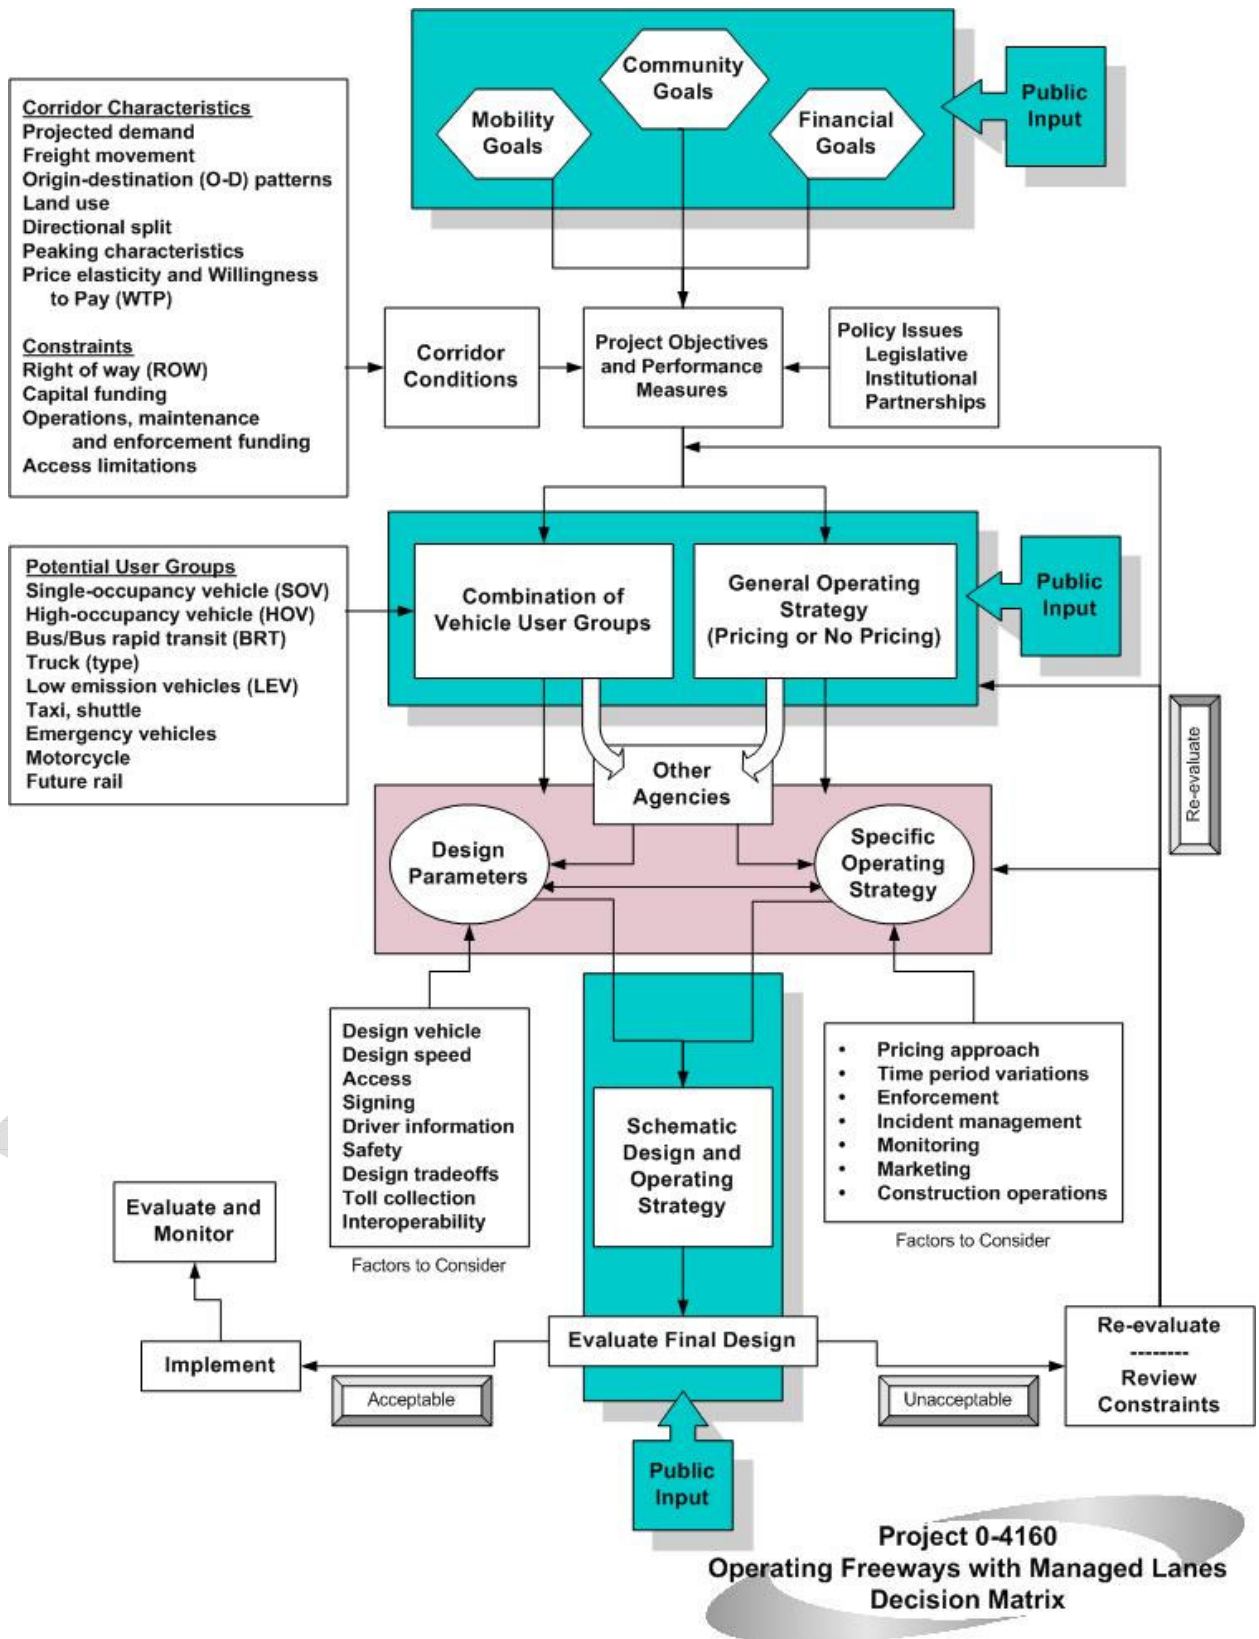 Community
Goals
Mobility
Goals
Financial
Goals
Public
Input
Corridor Characteristics
Projected demand
Freight movement
Origin-destination (O-D) patterns
Land use
Directional split
Peaking characteristics
Price elasticity and Willingness
to Pay (WTP)
Constraints
Right of way (ROW)
Capital funding
Operations, maintenance
and enforcement funding
Access limitations
Corridor
Conditions
Project Objectives
and Performance
Measures
Policy Issues
Legislative
Institutional
Partnerships
Potential User Groups
Single-occupancy vehicle (SOV)
High-occupancy vehicle (HOV)
Bus/Bus rapid transit (BRT)
Truck (type)
Low emission vehicles (LEV)
Taxi, shuttle
Emergency vehicles
Motorcycle
Future rail
Combination of
Vehicle User Groups
General Operating
Strategy
(Pricing or No Pricing)
Public
Input
Re-evaluate
Other
Agencies
Design
Parameters
Specific
Operating
Strategy
Design vehicle
Design speed
Access
Signing
Driver information
Safety
Design tradeoffs
Toll collection
Interoperability
Factors to Consider
Schematic
Design and
Operating
Strategy
• Pricing approach
• Time period variations
• Enforcement
• Incident management
• Monitoring
• Marketing
• Construction operations
Factors to Consider
Evaluate and
Monitor
Implement
Acceptable
Evaluate Final Design
Unacceptable
Re-evaluate
--------
Review
Constraints
Public
Input
Project 0-4160
Operating Freeways with Managed Lanes
Decision Matrix